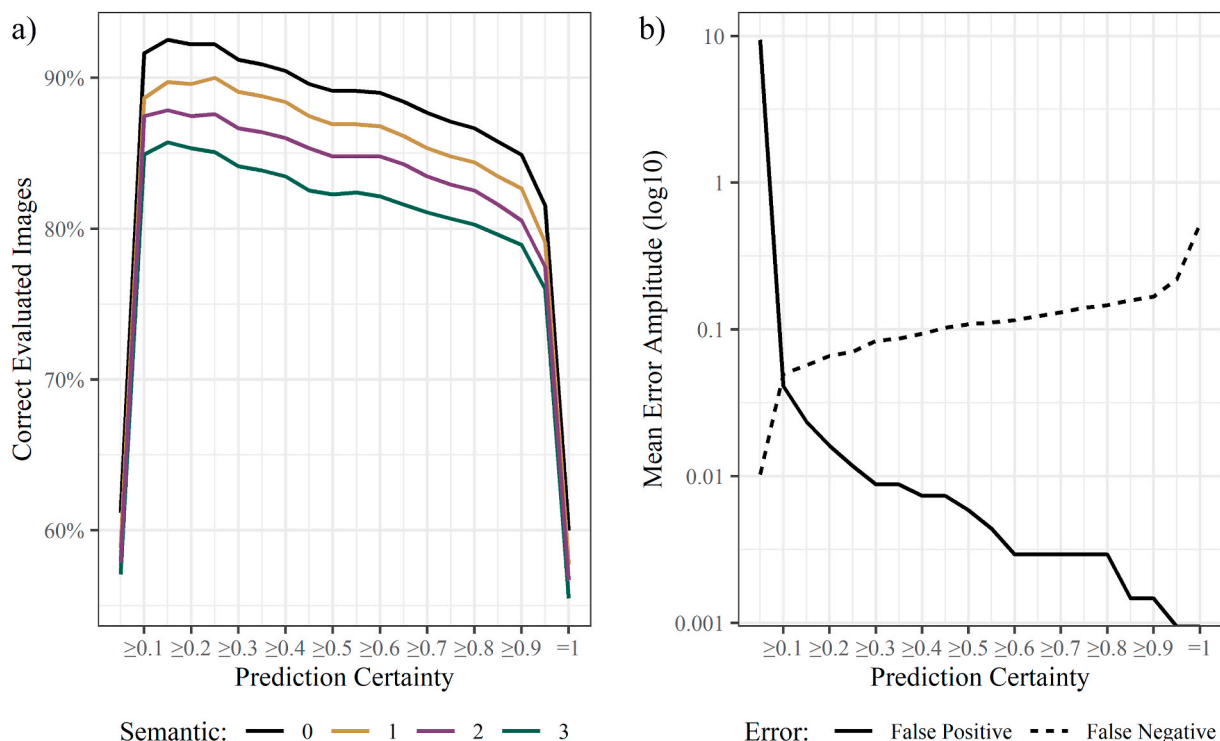 a)
Correct Evaluated Images
90%
80%
70%
60%
≥0.1 ≥0.2 ≥0.3 ≥0.4 ≥0.5 ≥0.6 ≥0.7 ≥0.8 ≥0.9 =1
Prediction Certainty
Semantic: 0 1 2 3
b)
Mean Error Amplitude (log10)
10
1
0.1
0.01
0.001
≥0.1 ≥0.2 ≥0.3 ≥0.4 ≥0.5 ≥0.6 ≥0.7 ≥0.8 ≥0.9 =1
Prediction Certainty
Error: False Positive False Negative